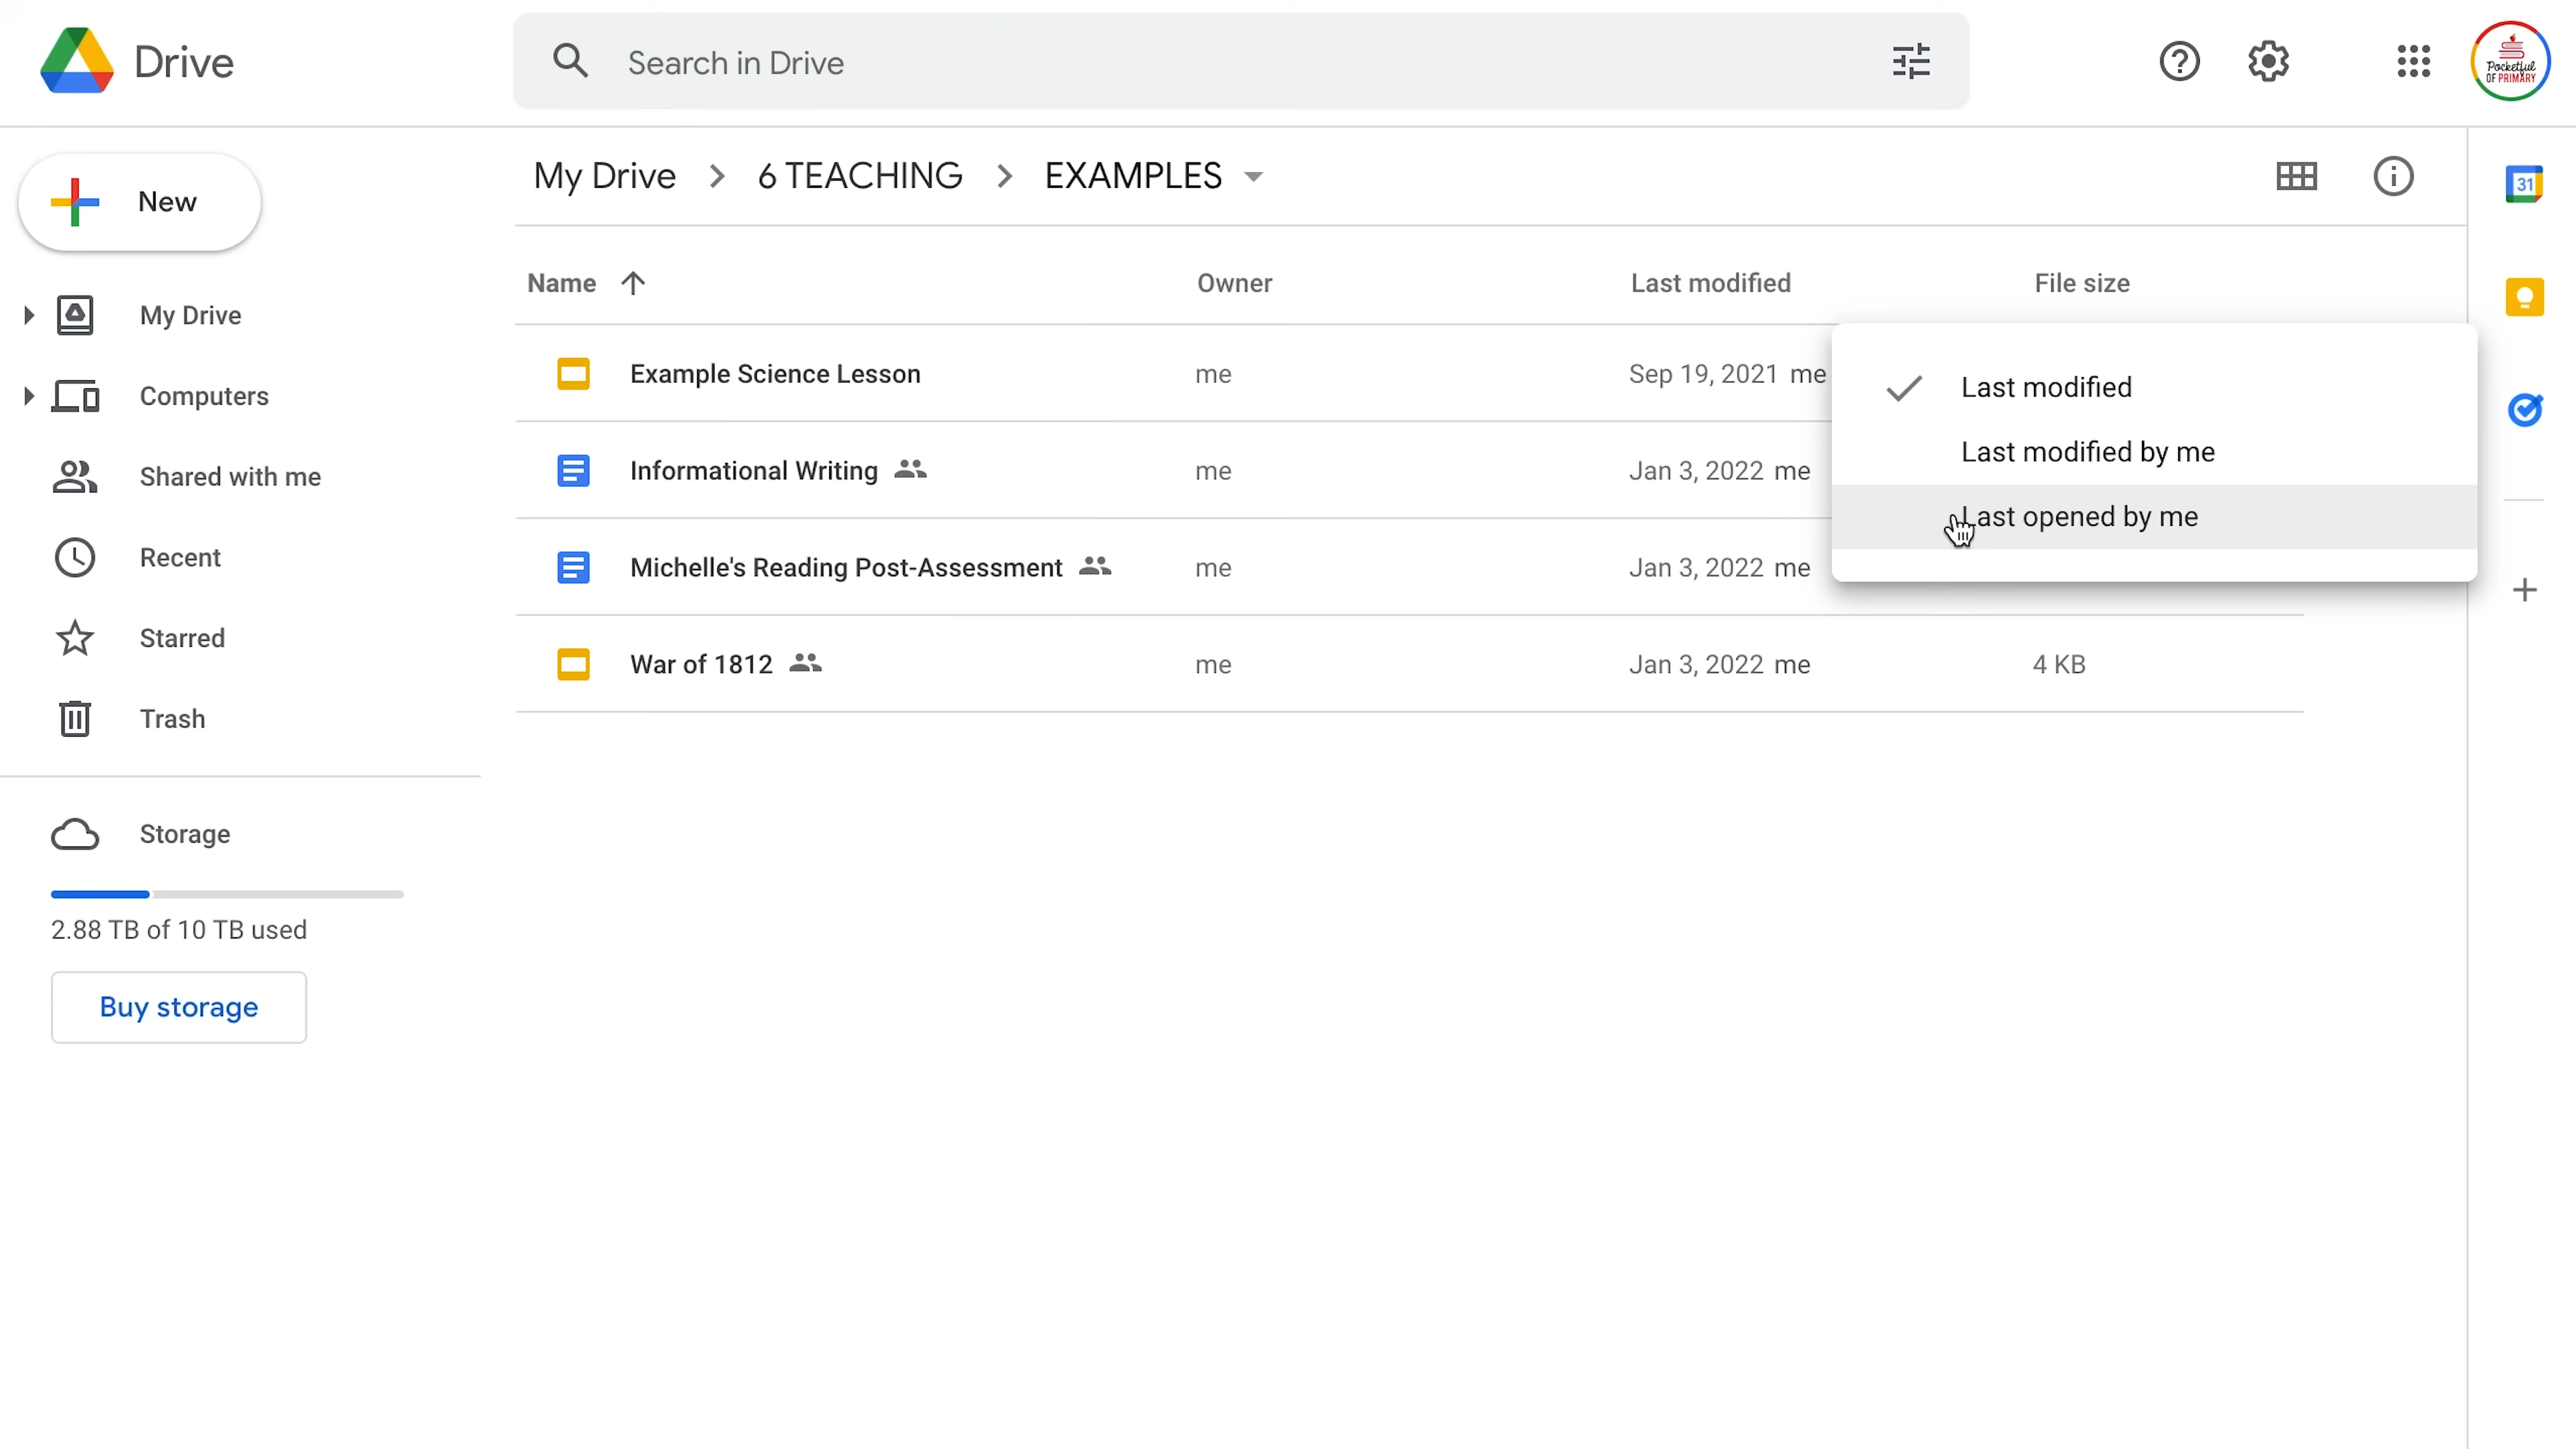 Drive
Search in Drive
Pocketful
OF PRIMARY
New
My Drive
Computers
Shared with me
Recent
Starred
Trash
Storage
2.88 TB of 10 TB used
Buy storage
My Drive > 6 TEACHING > EXAMPLES
31
Name Owner Last modified File size
Example Science Lesson me Sep 19, 2021 me
Informational Writing me Jan 3, 2022 me
Michelle's Reading Post-Assessment me Jan 3, 2022 me
War of 1812 me Jan 3, 2022 me 4 KB
Last modified
Last modified by me
Last opened by me